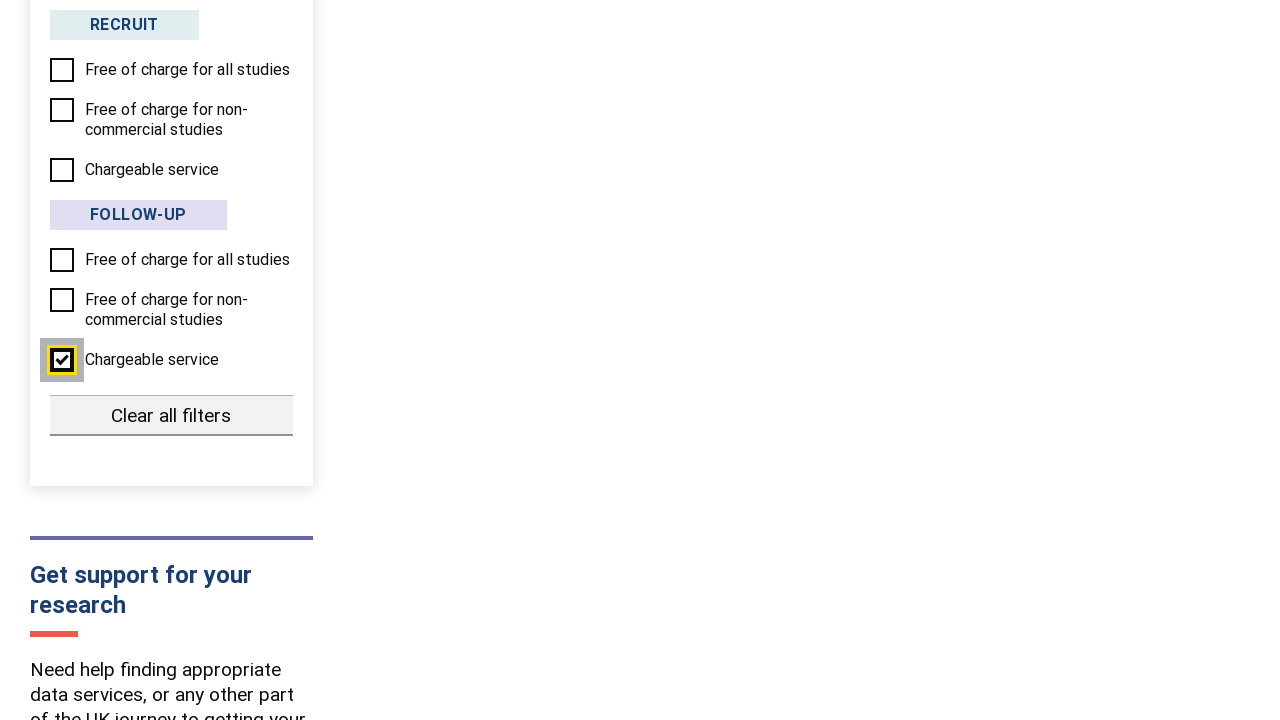 RECRUIT
Free of charge for all studies
Free of charge for non-
commercial studies
Chargeable service
FOLLOW-UP
Free of charge for all studies
Free of charge for non-
commercial studies
Chargeable service
Clear all filters
Get support for your
research
Need help finding appropriate
data services, or any other part
of the UK journey to getting your